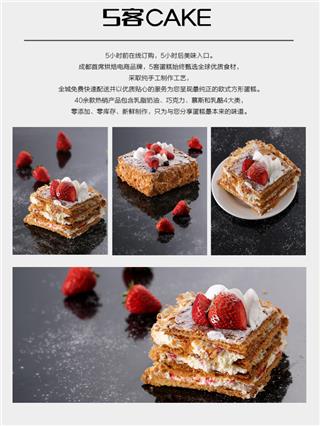 5客CAKE
5小时前在线订购，5小时后美味入口。
成都首席烘焙电商品牌，5客蛋糕始终甄选全球优质食材，
采取纯手工制作工艺，
全城免费快速配送并以优质贴心的服务为您呈现最纯正的欧式方形蛋糕。
40余款热销产品包含乳脂奶油、巧克力、慕斯和乳酪4大类，
零添加、零库存、新鲜制作，只为与您分享蛋糕最本来的味道。